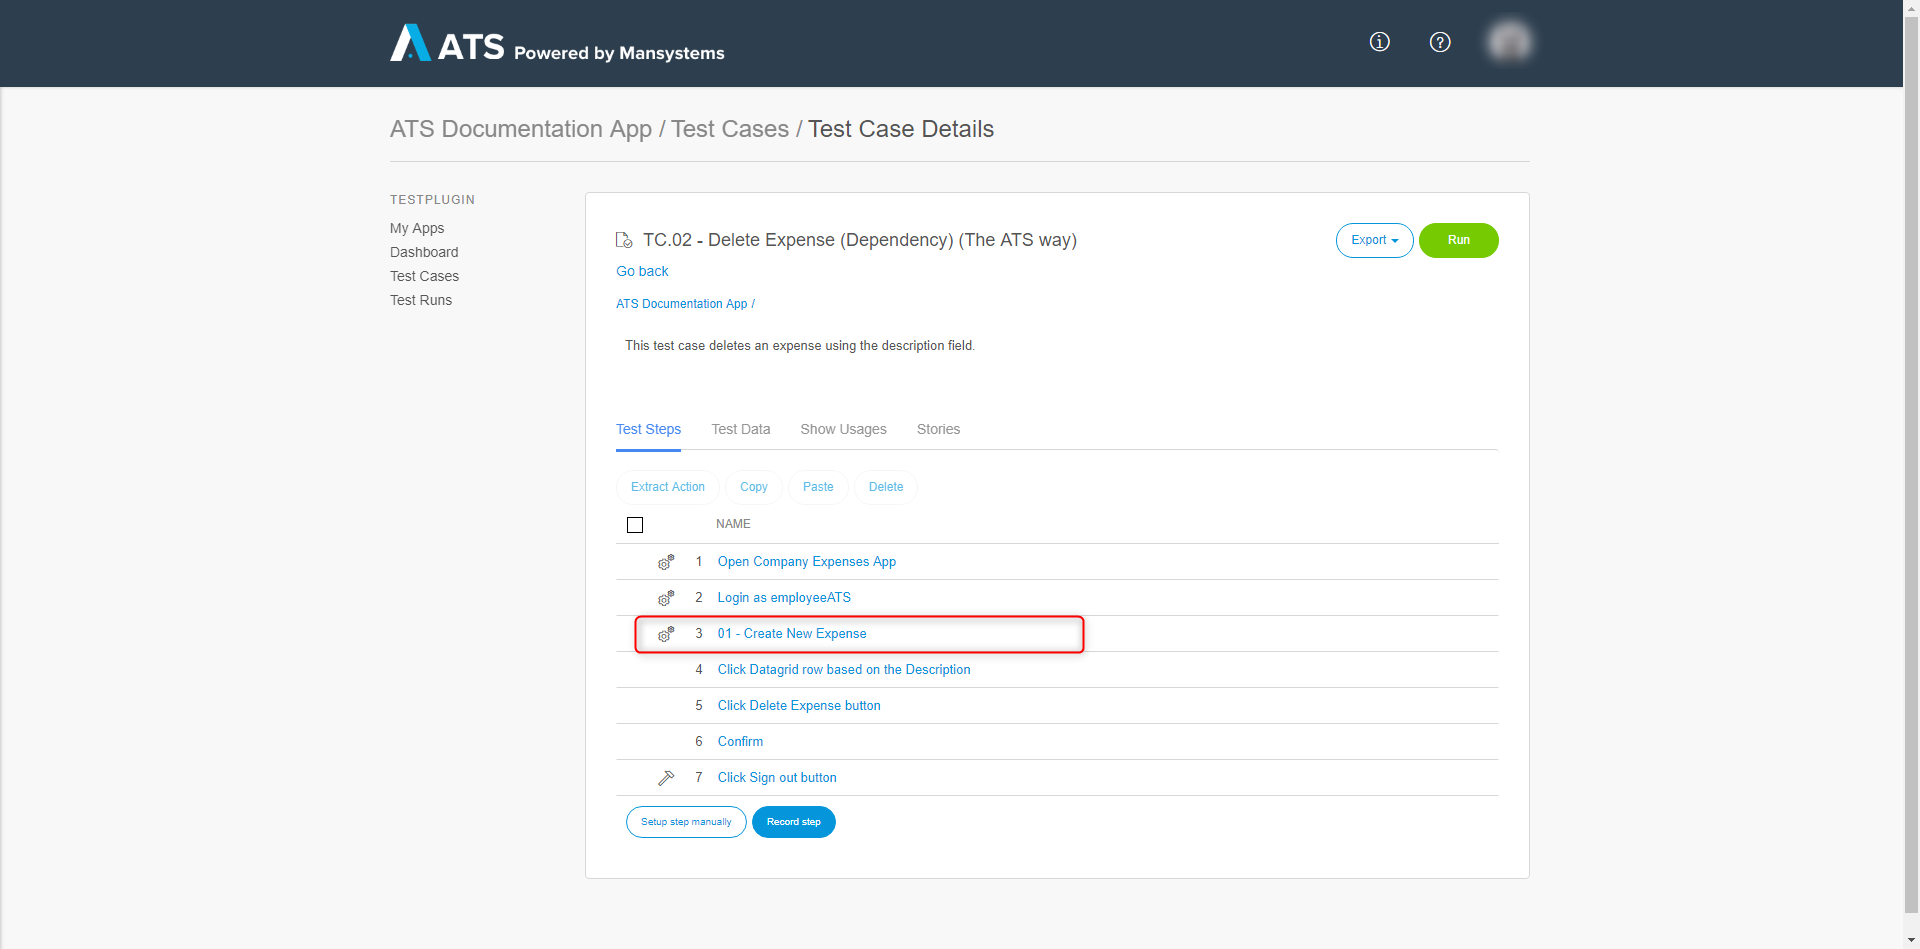 ATS Powered by Mansystems
ATS Documentation App / Test Cases / Test Case Details
TESTPLUGIN
My Apps
Dashboard
Test Cases
Test Runs
TC.02 - Delete Expense (Dependency) (The ATS way)
Export
Run
Go back
ATS Documentation App /
This test case deletes an expense using the description field.
Test Steps Test Data Show Usages Stories
Extract Action Copy Paste Delete
NAME
1 Open Company Expenses App
2 Login as employeeATS
3 01 - Create New Expense
4 Click Datagrid row based on the Description
5 Click Delete Expense button
6 Confirm
7 Click Sign out button
Setup step manually Record step